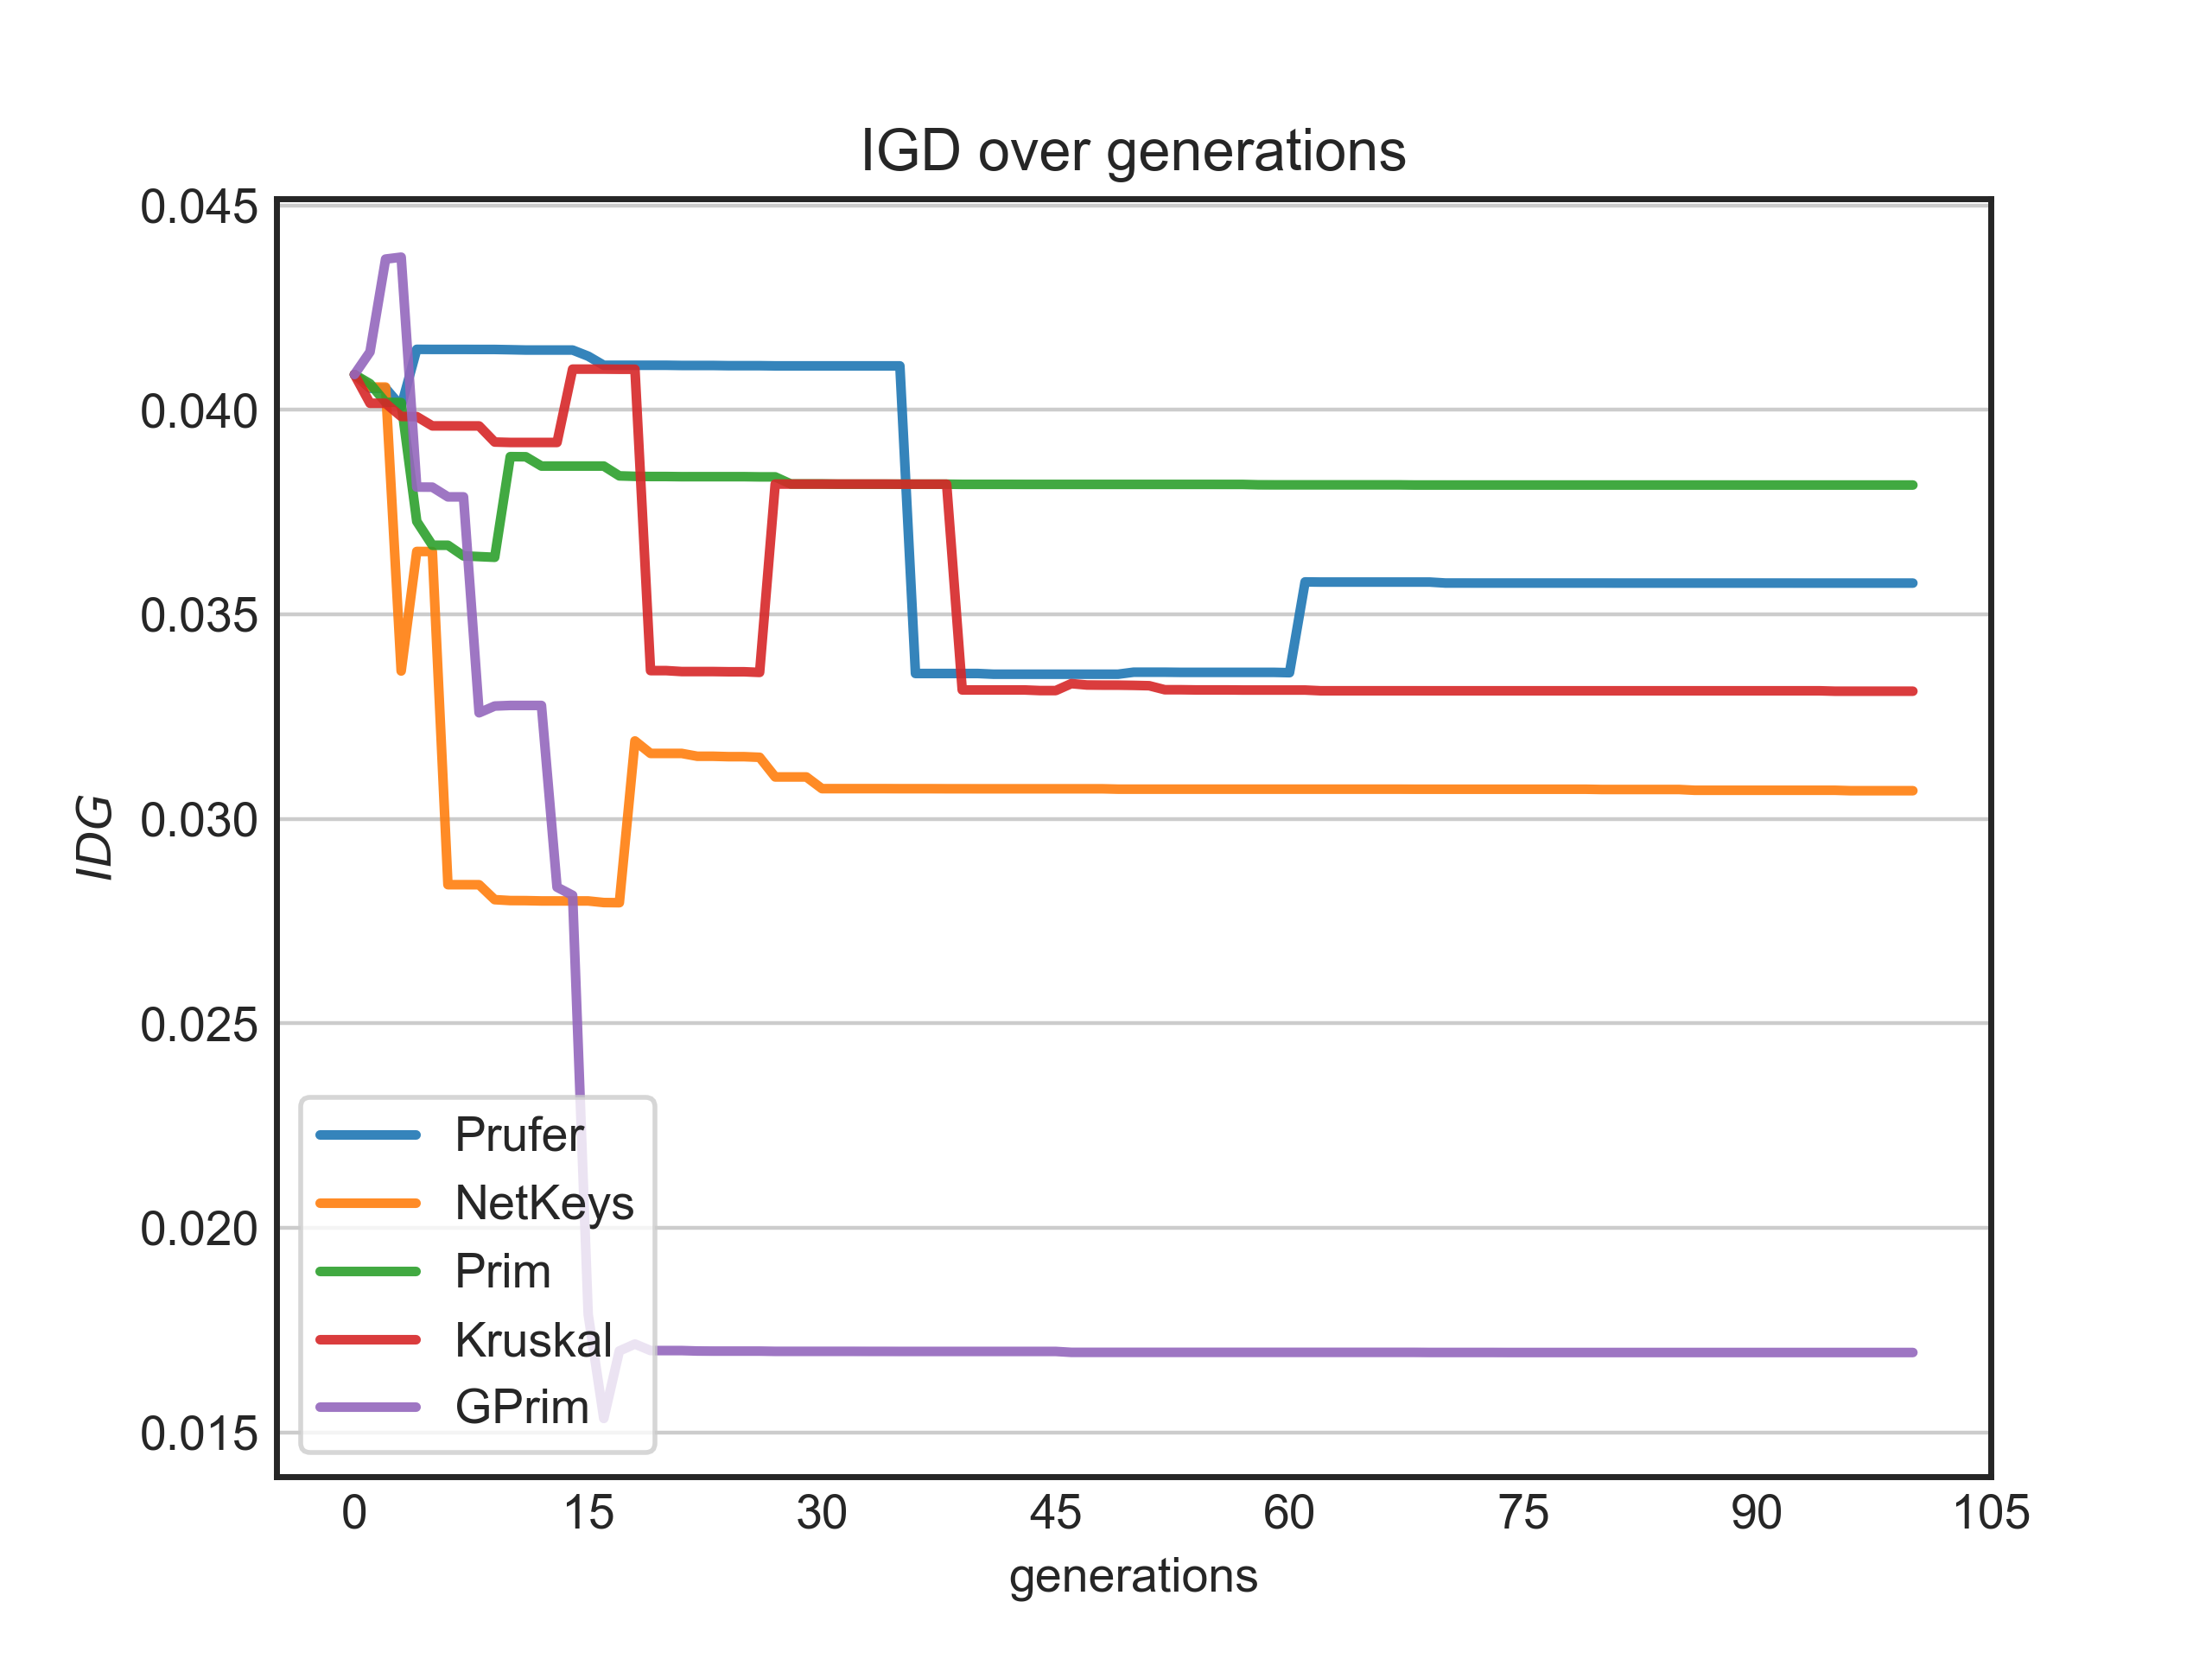 IGD over generations
0.045
0.040
0.035
0.030
0.025
0.020
0.015
IDG
Prufer
NetKeys
Prim
Kruskal
GPrim
0 15 30 45 60 75 90 105
generations